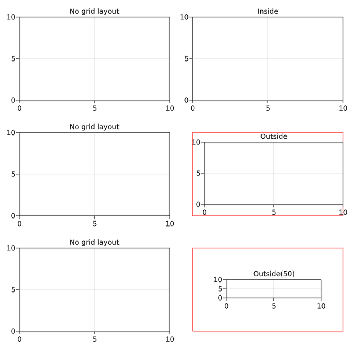 No grid layout Inside
10 10
5 5
0 0
0 5 10 0 5 10
No grid layout
10 Outside
10
5 5
0 0
0 5 10 0 5 10
No grid layout
10
5 Outside(50)
10
5
0
0 0 5 10
0 5 10